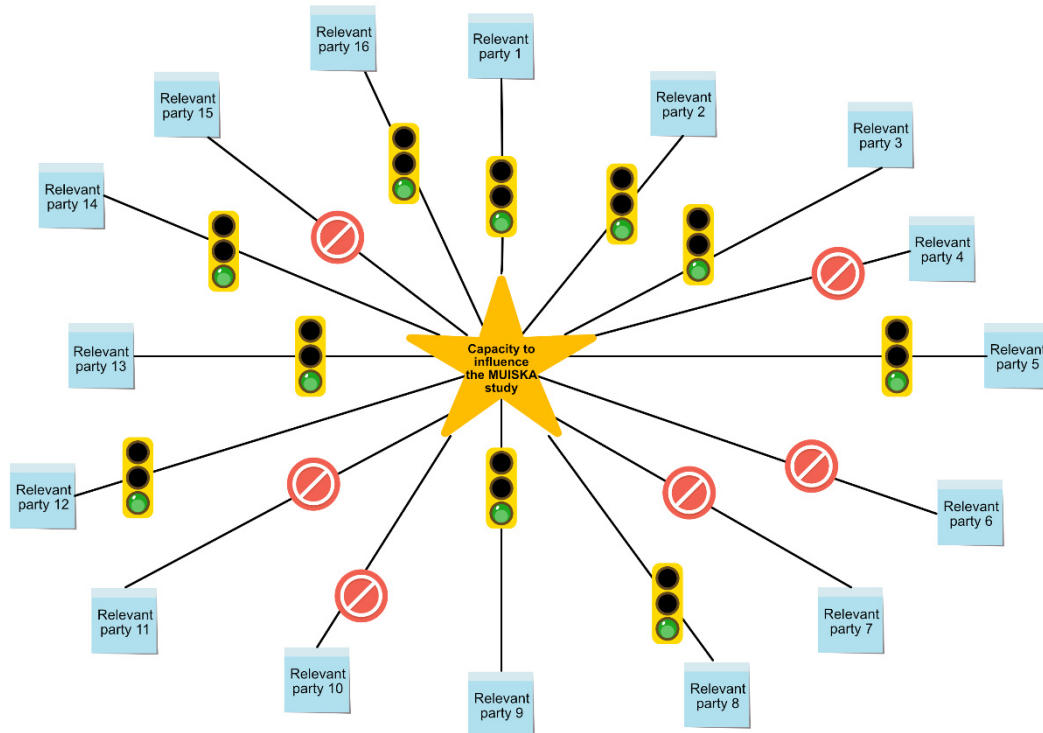 Relevant
party 16
Relevant
party 1
Relevant
party 15
Relevant
party 2
Relevant
party 3
Relevant
party 14
Relevant
party 4
Relevant
party 13
Capacity to
influence
the MUISKA
study
Relevant
party 5
Relevant
party 12
Relevant
party 6
Relevant
party 11
Relevant
party 7
Relevant
party 10
Relevant
party 9
Relevant
party 8